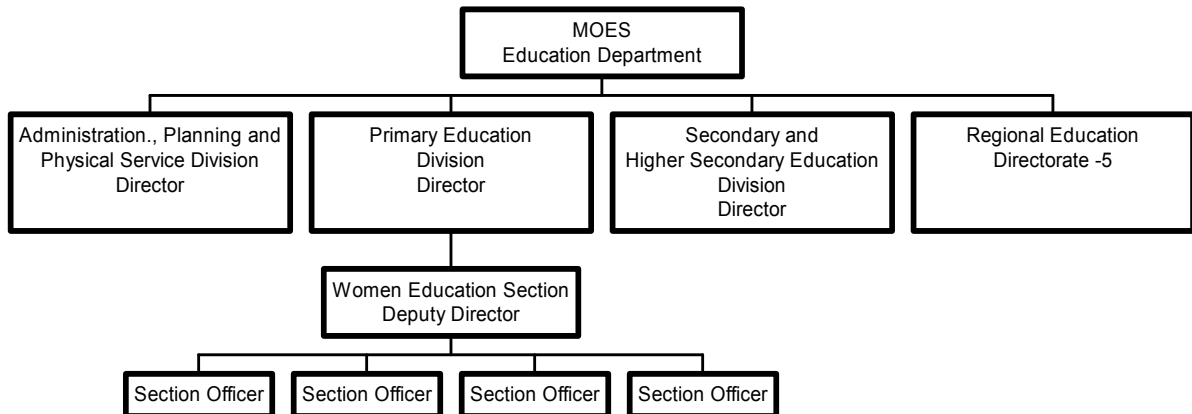 MOES
Education Department
Administration., Planning and
Physical Service Division
Director
Primary Education
Division
Director
Secondary and
Higher Secondary Education
Division
Director
Regional Education
Directorate -5
Women Education Section
Deputy Director
Section Officer
Section Officer
Section Officer
Section Officer